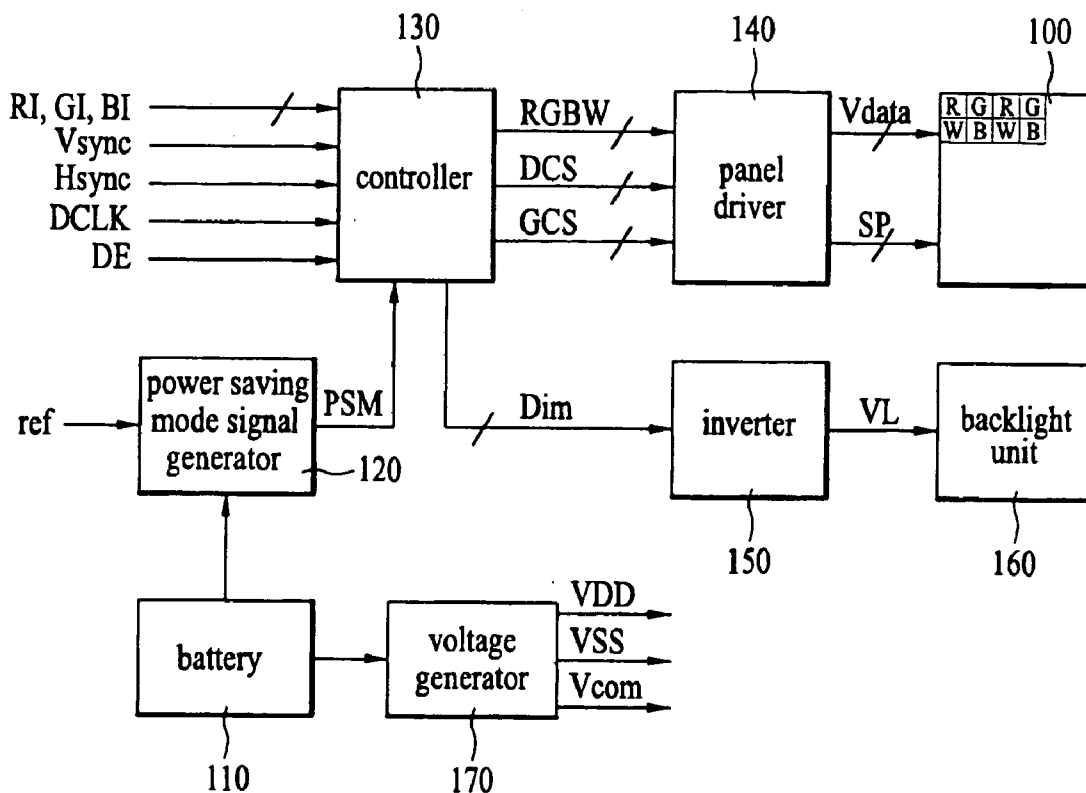 130
140
100
RI, GI, BI
Vsync
Hsync
DCLK
DE
controller
RGBW
DCS
GCS
panel
driver
Vdata
SP
R G R G
W B W B
ref
power saving
mode signal
generator
PSM
120
Dim
inverter
VL
backlight
unit
150
160
battery
voltage
generator
VDD
VSS
Vcom
110
170